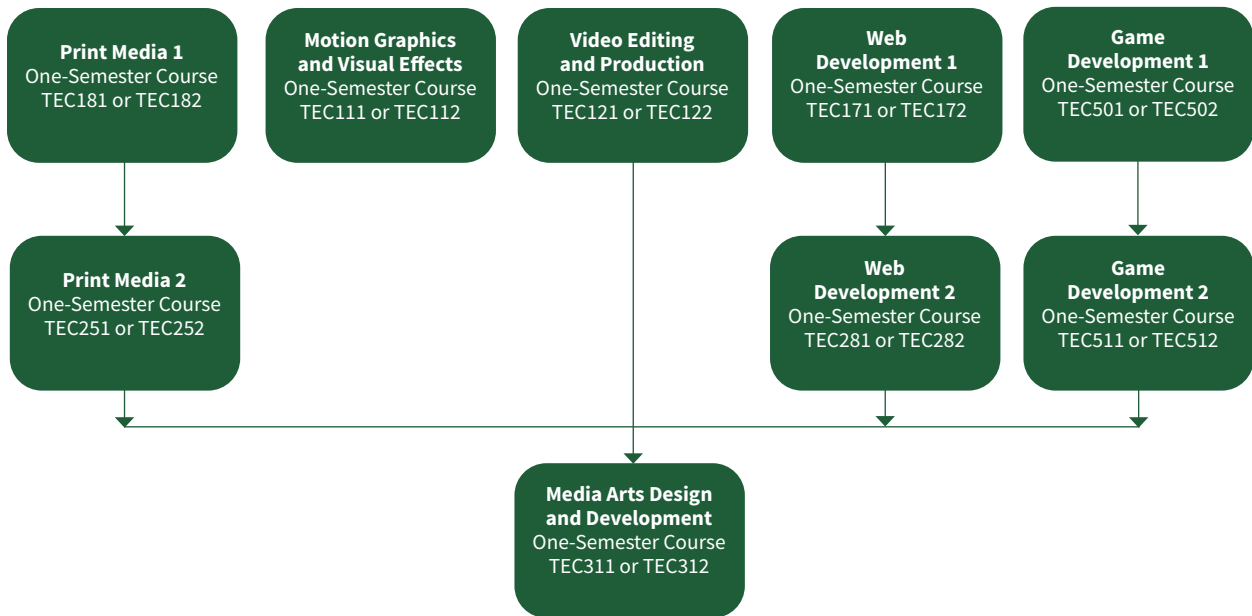 Print Media 1
One-Semester Course
TEC181 or TEC182
Motion Graphics
and Visual Effects
One-Semester Course
TEC111 or TEC112
Video Editing
and Production
One-Semester Course
TEC121 or TEC122
Web
Development 1
One-Semester Course
TEC171 or TEC172
Game
Development 1
One-Semester Course
TEC501 or TEC502
Print Media 2
One-Semester Course
TEC251 or TEC252
Web
Development 2
One-Semester Course
TEC281 or TEC282
Game
Development 2
One-Semester Course
TEC511 or TEC512
Media Arts Design
and Development
One-Semester Course
TEC311 or TEC312